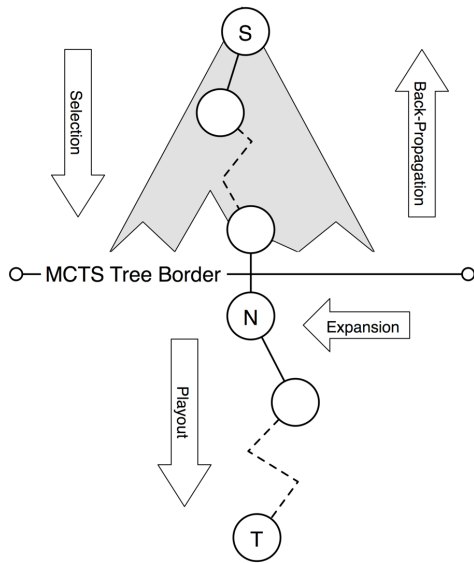 S
Selection
Back-Propagation
MCTS Tree Border
N
Expansion
Playout
T